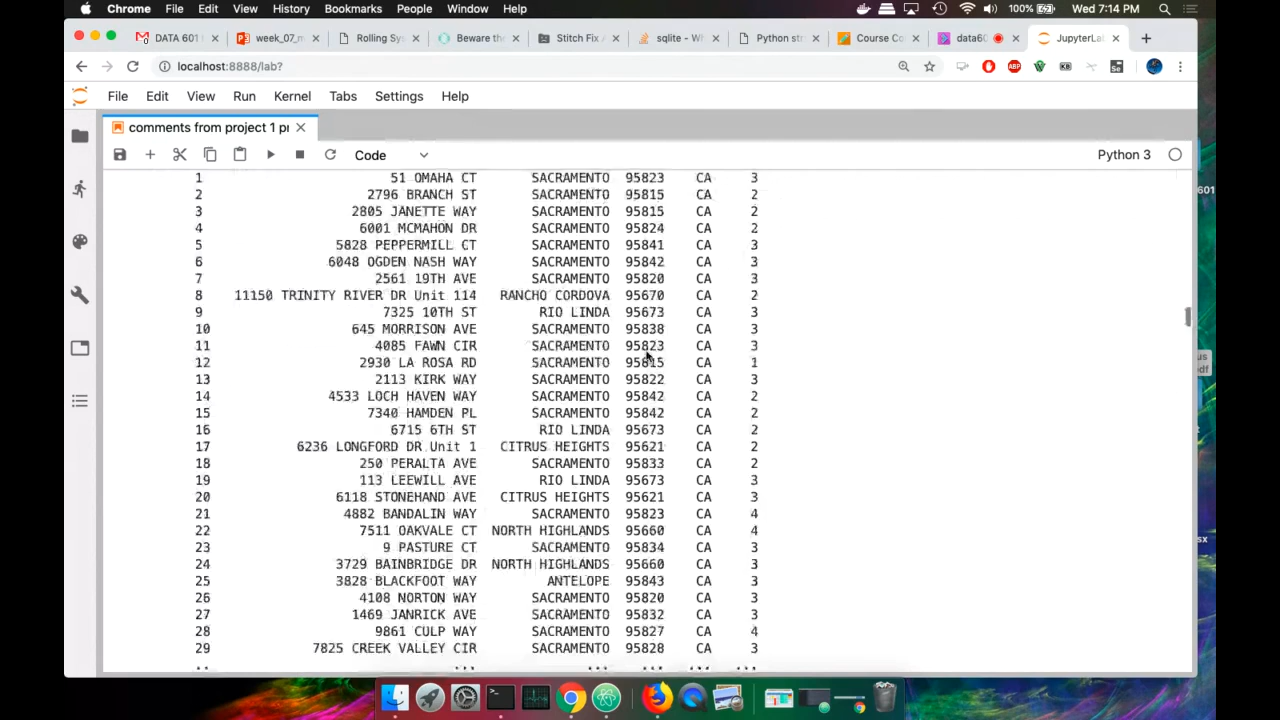 Chrome File Edit View History Bookmarks People Window Help 100% Wed 7:14 PM
DATA 601 week_07_m Rolling Sys Beware the Stitch Fix sqlite - Wh Python str Course Co data60 JupyterLa
localhost:8888/lab?
File Edit View Run Kernel Tabs Settings Help
comments from project 1 pr
Code Python 3
1 51 OMAHA CT SACRAMENTO 95823 CA 3
2 2796 BRANCH ST SACRAMENTO 95815 CA 2
3 2805 JANETTE WAY SACRAMENTO 95815 CA 2
4 6001 MCMAHON DR SACRAMENTO 95824 CA 2
5 5828 PEPPERMILL CT SACRAMENTO 95841 CA 3
6 6048 OGDEN NASH WAY SACRAMENTO 95842 CA 3
7 2561 19TH AVE SACRAMENTO 95820 CA 3
8 11150 TRINITY RIVER DR Unit 114 RANCHO CORDOVA 95670 CA 2
9 7325 10TH ST RIO LINDA 95673 CA 3
10 645 MORRISON AVE SACRAMENTO 95838 CA 3
11 4085 FAWN CIR SACRAMENTO 95823 CA 3
12 2930 LA ROSA RD SACRAMENTO 95815 CA 1
13 2113 KIRK WAY SACRAMENTO 95822 CA 3
14 4533 LOCH HAVEN WAY SACRAMENTO 95842 CA 2
15 7340 HAMDEN PL SACRAMENTO 95842 CA 2
16 6715 6TH ST RIO LINDA 95673 CA 2
17 6236 LONGFORD DR Unit 1 CITRUS HEIGHTS 95621 CA 2
18 250 PERALTA AVE SACRAMENTO 95833 CA 2
19 113 LEEWILL AVE RIO LINDA 95673 CA 3
20 6118 STONEHAND AVE CITRUS HEIGHTS 95621 CA 3
21 4882 BANDALIN WAY SACRAMENTO 95823 CA 4
22 7511 OAKVALE CT NORTH HIGHLANDS 95660 CA 4
23 9 PASTURE CT SACRAMENTO 95834 CA 3
24 3729 BAINBRIDGE DR NORTH HIGHLANDS 95660 CA 3
25 3828 BLACKFOOT WAY ANTELOPE 95843 CA 3
26 4108 NORTON WAY SACRAMENTO 95820 CA 3
27 1469 JANRICK AVE SACRAMENTO 95832 CA 3
28 9861 CULP WAY SACRAMENTO 95827 CA 4
29 7825 CREEK VALLEY CIR SACRAMENTO 95828 CA 3